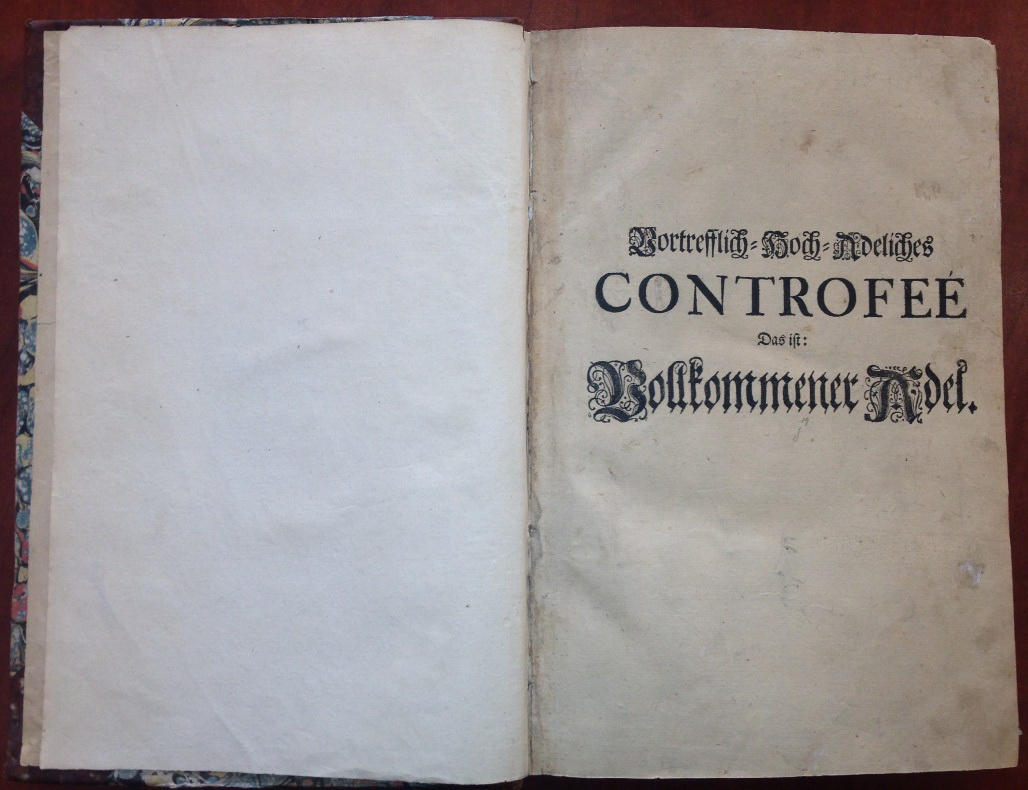 Vortrefflich-Hoch-Adeliches
CONTROFEÉ
Das ist:
Vollkommener Adel.